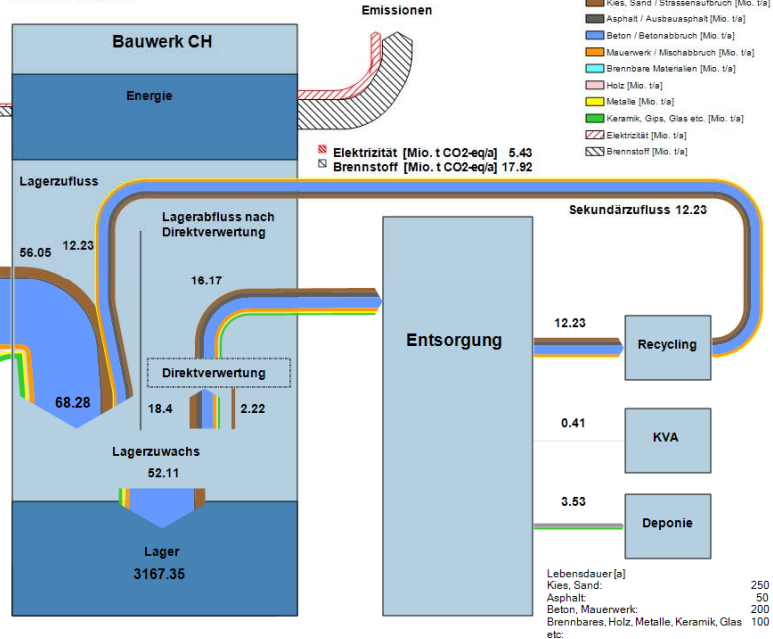 Emissionen
Kies, Sand / Strassenaufbruch [Mio. t/a]
Asphalt / Ausbauasphalt [Mio. t/a]
Beton / Betonabbruch [Mio. t/a]
Mauerwerk / Mischabbruch [Mio. t/a]
Brennbare Materialien [Mio. t/a]
Holz [Mio. t/a]
Metalle [Mio. t/a]
Keramik, Gips, Glas etc. [Mio. t/a]
Elektrizität [Mio. t/a]
Brennstoff [Mio. t/a]
Bauwerk CH
Energie
Elektrizität [Mio. t CO2-eq/a] 5.43
Brennstoff [Mio. t CO2-eq/a] 17.92
Lagerzufluss
56.05
12.23
Lagerabfluss nach
Direktverwertung
16.17
Sekundärzufluss 12.23
Entsorgung
12.23
Recycling
Direktverwertung
68.28
18.4
2.22
0.41
KVA
Lagerzuwachs
52.11
3.53
Deponie
Lager
3167.35
Lebensdauer [a]
Kies, Sand: 250
Asphalt: 50
Beton, Mauerwerk: 200
Brennbares, Holz, Metalle, Keramik, Glas 100
etc: